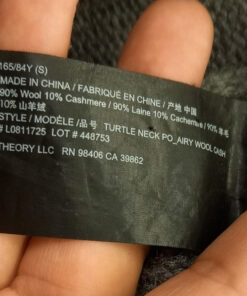 165/84Y (S)
MADE IN CHINA / FABRIQUÉ EN CHINE / 产地 中国
90% Wool 10% Cashmere / 90% Laine 10% Cachemire / 90% 羊毛
10% 山羊绒
STYLE / MODÈLE /品 号 TURTLE NECK PO_AIRY WOOL CASH
# L0811725 LOT # 448753
THEORY LLC RN 98406 CA 39862